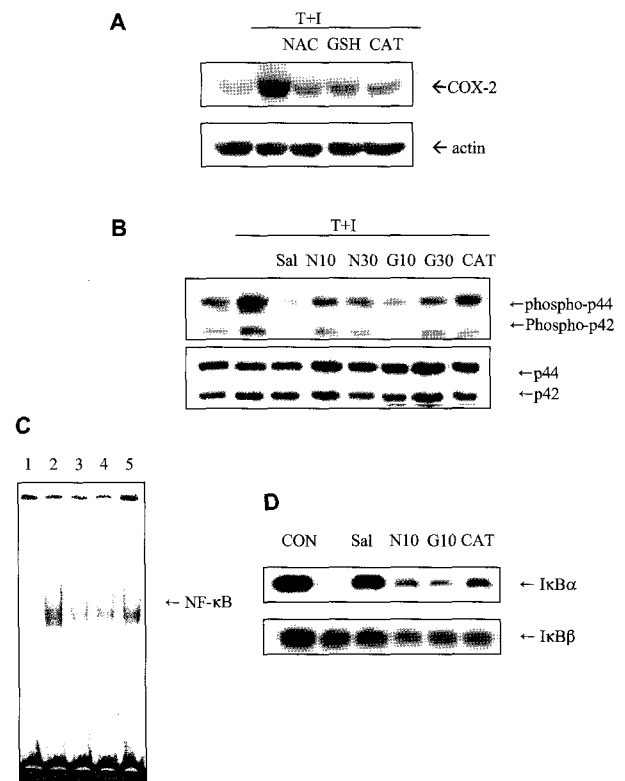 A
T+I
NAC GSH CAT
←COX-2
← actin
B
T+I
Sal N10 N30 G10 G30 CAT
←phospho-p44
←Phospho-p42
←p44
←p42
C
1 2 3 4 5
← NF-κB
D
CON Sal N10 G10 CAT
← IκBα
← IκBβ